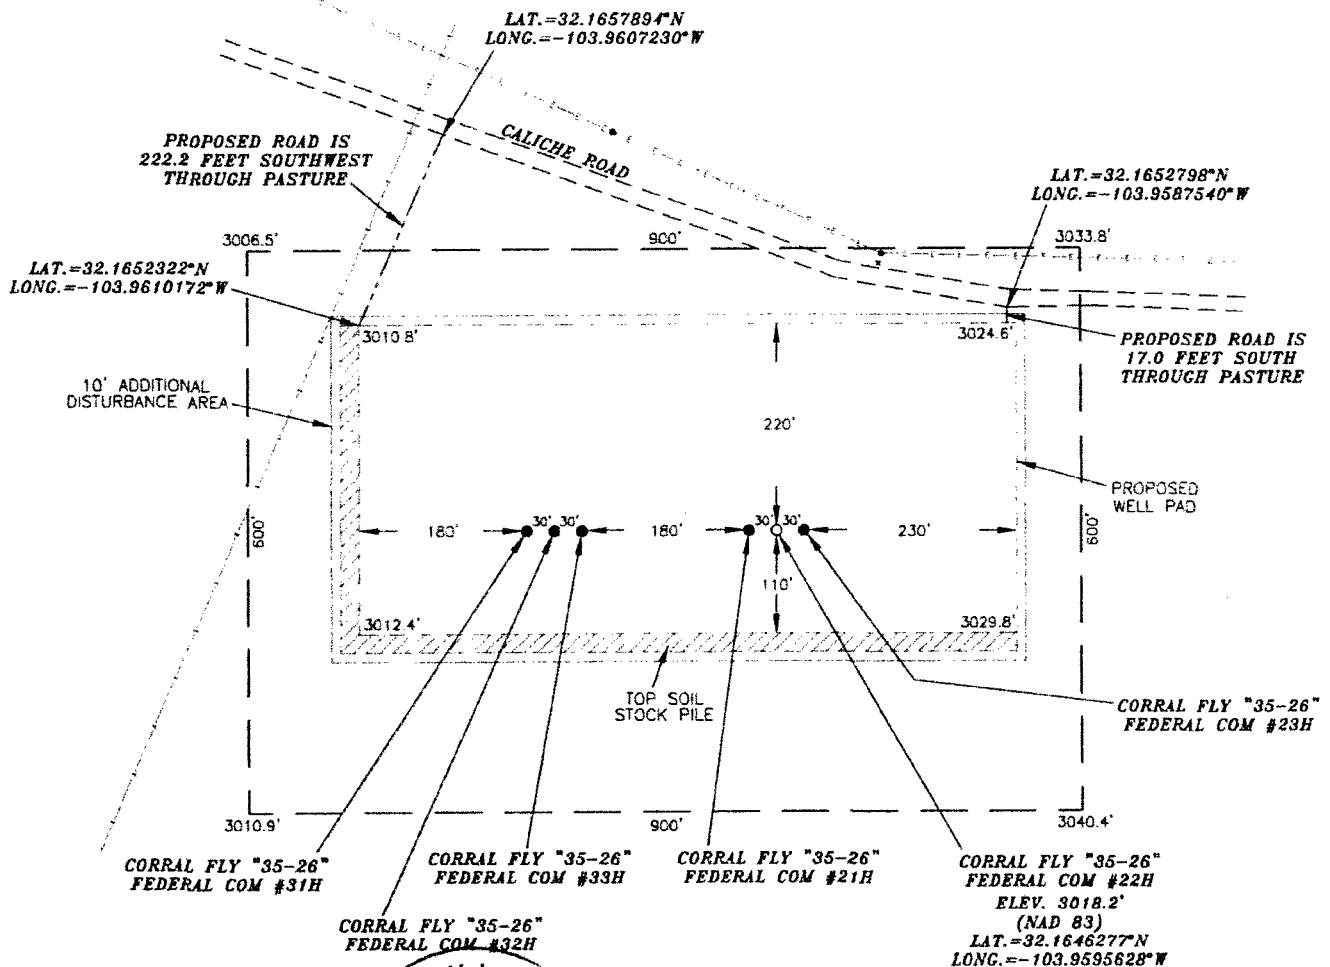 LAT.=32.1657894°N
LONG.=-103.9607230°W
PROPOSED ROAD IS
222.2 FEET SOUTHWEST
THROUGH PASTURE
CALICHE ROAD
LAT.=32.1652798°N
LONG.=-103.9587540°W
3006.5'
900'
3033.8'
LAT.=32.1652322°N
LONG.=-103.9610172°W
3010.8'
3024.6'
PROPOSED ROAD IS
17.0 FEET SOUTH
THROUGH PASTURE
10' ADDITIONAL
DISTURBANCE AREA
220'
PROPOSED
WELL PAD
600'
180'
30'
30'
180'
30'
30'
230'
600'
110'
3012.4'
3029.8'
TOP SOIL
STOCK PILE
CORRAL FLY "35-26"
FEDERAL COM #23H
3010.9'
900'
3040.4'
CORRAL FLY "35-26"
FEDERAL COM #31H
CORRAL FLY "35-26"
FEDERAL COM #33H
CORRAL FLY "35-26"
FEDERAL COM #21H
CORRAL FLY "35-26"
FEDERAL COM #22H
ELEV. 3018.2'
(NAD 83)
LAT.=32.1646277°N
LONG.=-103.9595628°W
CORRAL FLY "35-26"
FEDERAL COM #32H